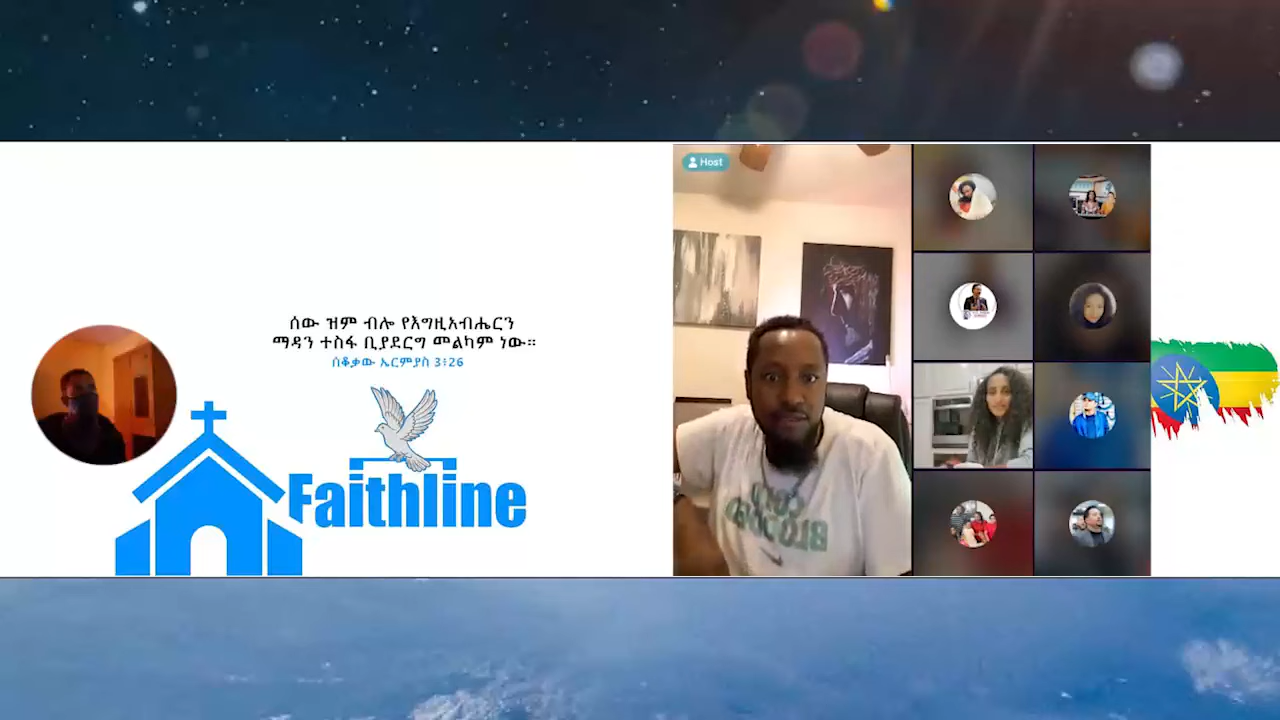 ሰው ዝም ብሎ የእግዚአብሔርን
ማዳን ተስፋ ቢያደርግ መልካም ነው።
ሰቆቃው ኤርምያስ 3፥26
Faithline
Host